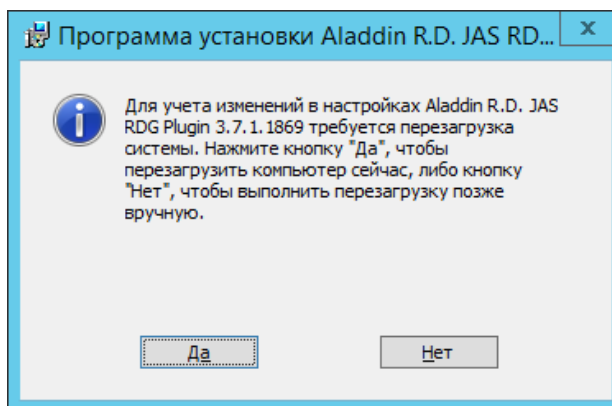 Программа установки Aladdin R.D. JAS RD...
Для учета изменений в настройках Aladdin R.D. JAS
RDG Plugin 3.7.1.1869 требуется перезагрузка
системы. Нажмите кнопку "Да", чтобы
перезагрузить компьютер сейчас, либо кнопку
"Нет", чтобы выполнить перезагрузку позже
вручную.
Да
Нет